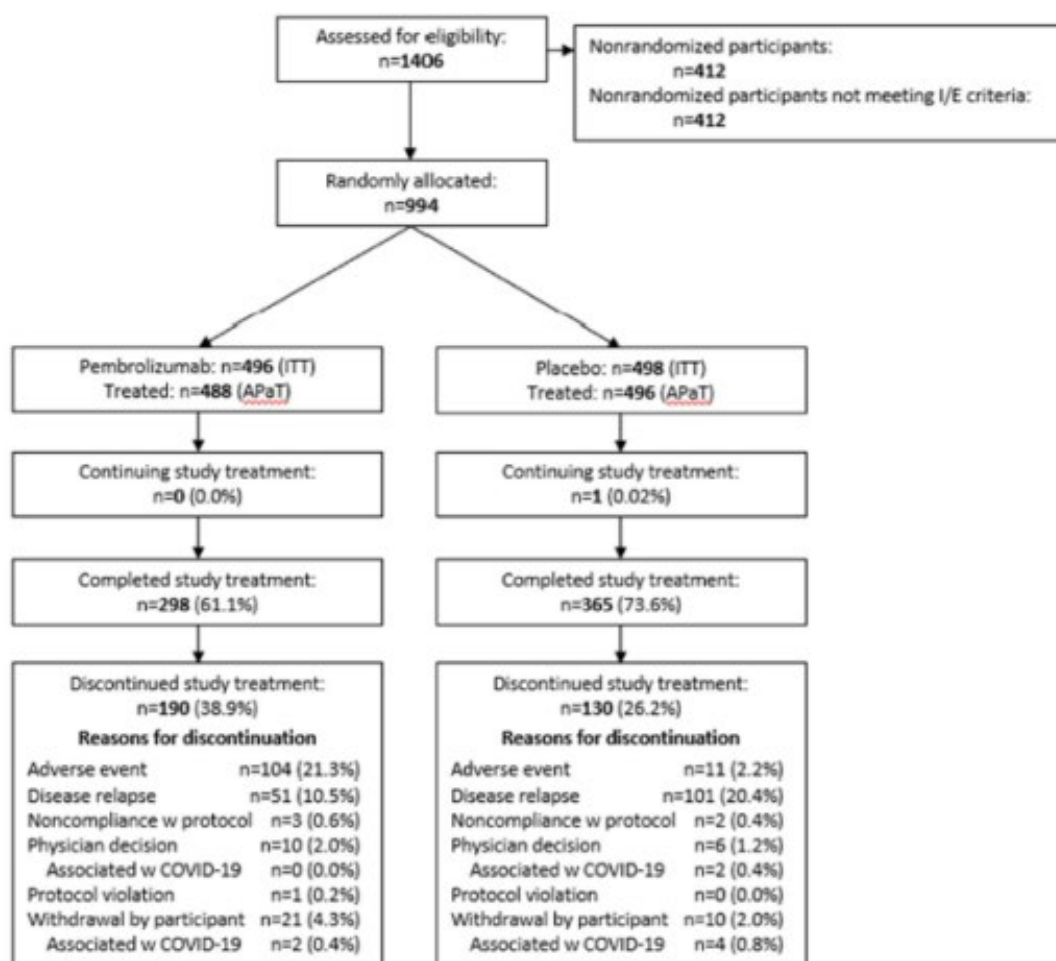 Assessed for eligibility:
n=1406
Nonrandomized participants:
n=412
Nonrandomized participants not meeting I/E criteria:
n=412
Randomly allocated:
n=994
Pembrolizumab: n=496 (ITT)
Treated: n=488 (APaT)
Continuing study treatment:
n=0 (0.0%)
Completed study treatment:
n=298 (61.1%)
Discontinued study treatment:
n=190 (38.9%)
Reasons for discontinuation
Adverse event n=104 (21.3%)
Disease relapse n=51 (10.5%)
Noncompliance w protocol n=3 (0.6%)
Physician decision n=10 (2.0%)
Associated w COVID-19 n=0 (0.0%)
Protocol violation n=1 (0.2%)
Withdrawal by participant n=21 (4.3%)
Associated w COVID-19 n=2 (0.4%)
Placebo: n=498 (ITT)
Treated: n=496 (APaT)
Continuing study treatment:
n=1 (0.02%)
Completed study treatment:
n=365 (73.6%)
Discontinued study treatment:
n=130 (26.2%)
Reasons for discontinuation
Adverse event n=11 (2.2%)
Disease relapse n=101 (20.4%)
Noncompliance w protocol n=2 (0.4%)
Physician decision n=6 (1.2%)
Associated w COVID-19 n=2 (0.4%)
Protocol violation n=0 (0.0%)
Withdrawal by participant n=10 (2.0%)
Associated w COVID-19 n=4 (0.8%)